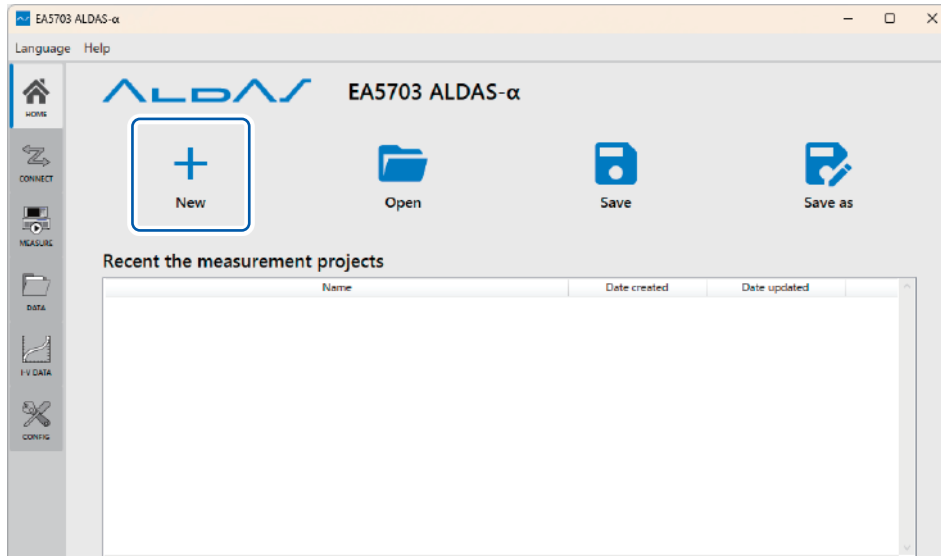 EA5703 ALDAS-α
Language Help
ALDAS EA5703 ALDAS-α
HOME
CONNECT
MEASURE
DATA
I-V DATA
CONFIG
New Open Save Save as
Recent the measurement projects
Name Date created Date updated